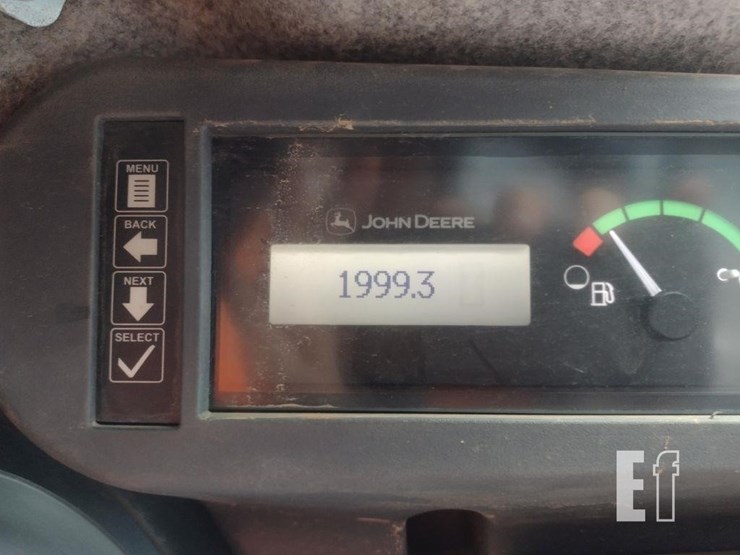 MENU
BACK
NEXT
SELECT
JOHN DEERE
1999.3
Ef